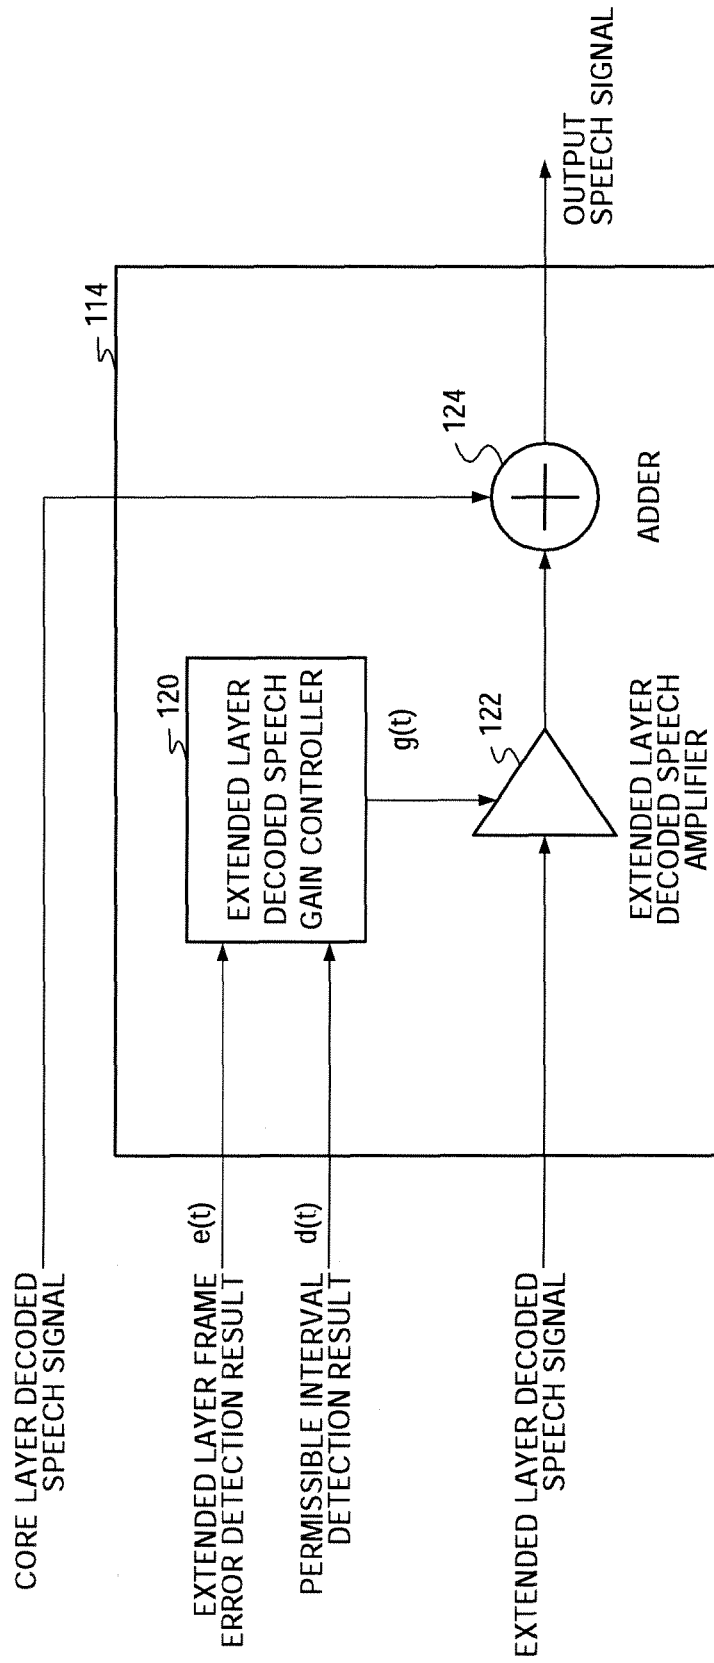 CORE LAYER DECODED
SPEECH SIGNAL
EXTENDED LAYER FRAME
ERROR DETECTION RESULT
e(t)
PERMISSIBLE INTERVAL
DETECTION RESULT
d(t)
EXTENDED LAYER DECODED
SPEECH SIGNAL
114
120
EXTENDED LAYER
DECODED SPEECH
GAIN CONTROLLER
g(t)
122
EXTENDED LAYER
DECODED SPEECH
AMPLIFIER
124
ADDER
OUTPUT
SPEECH SIGNAL